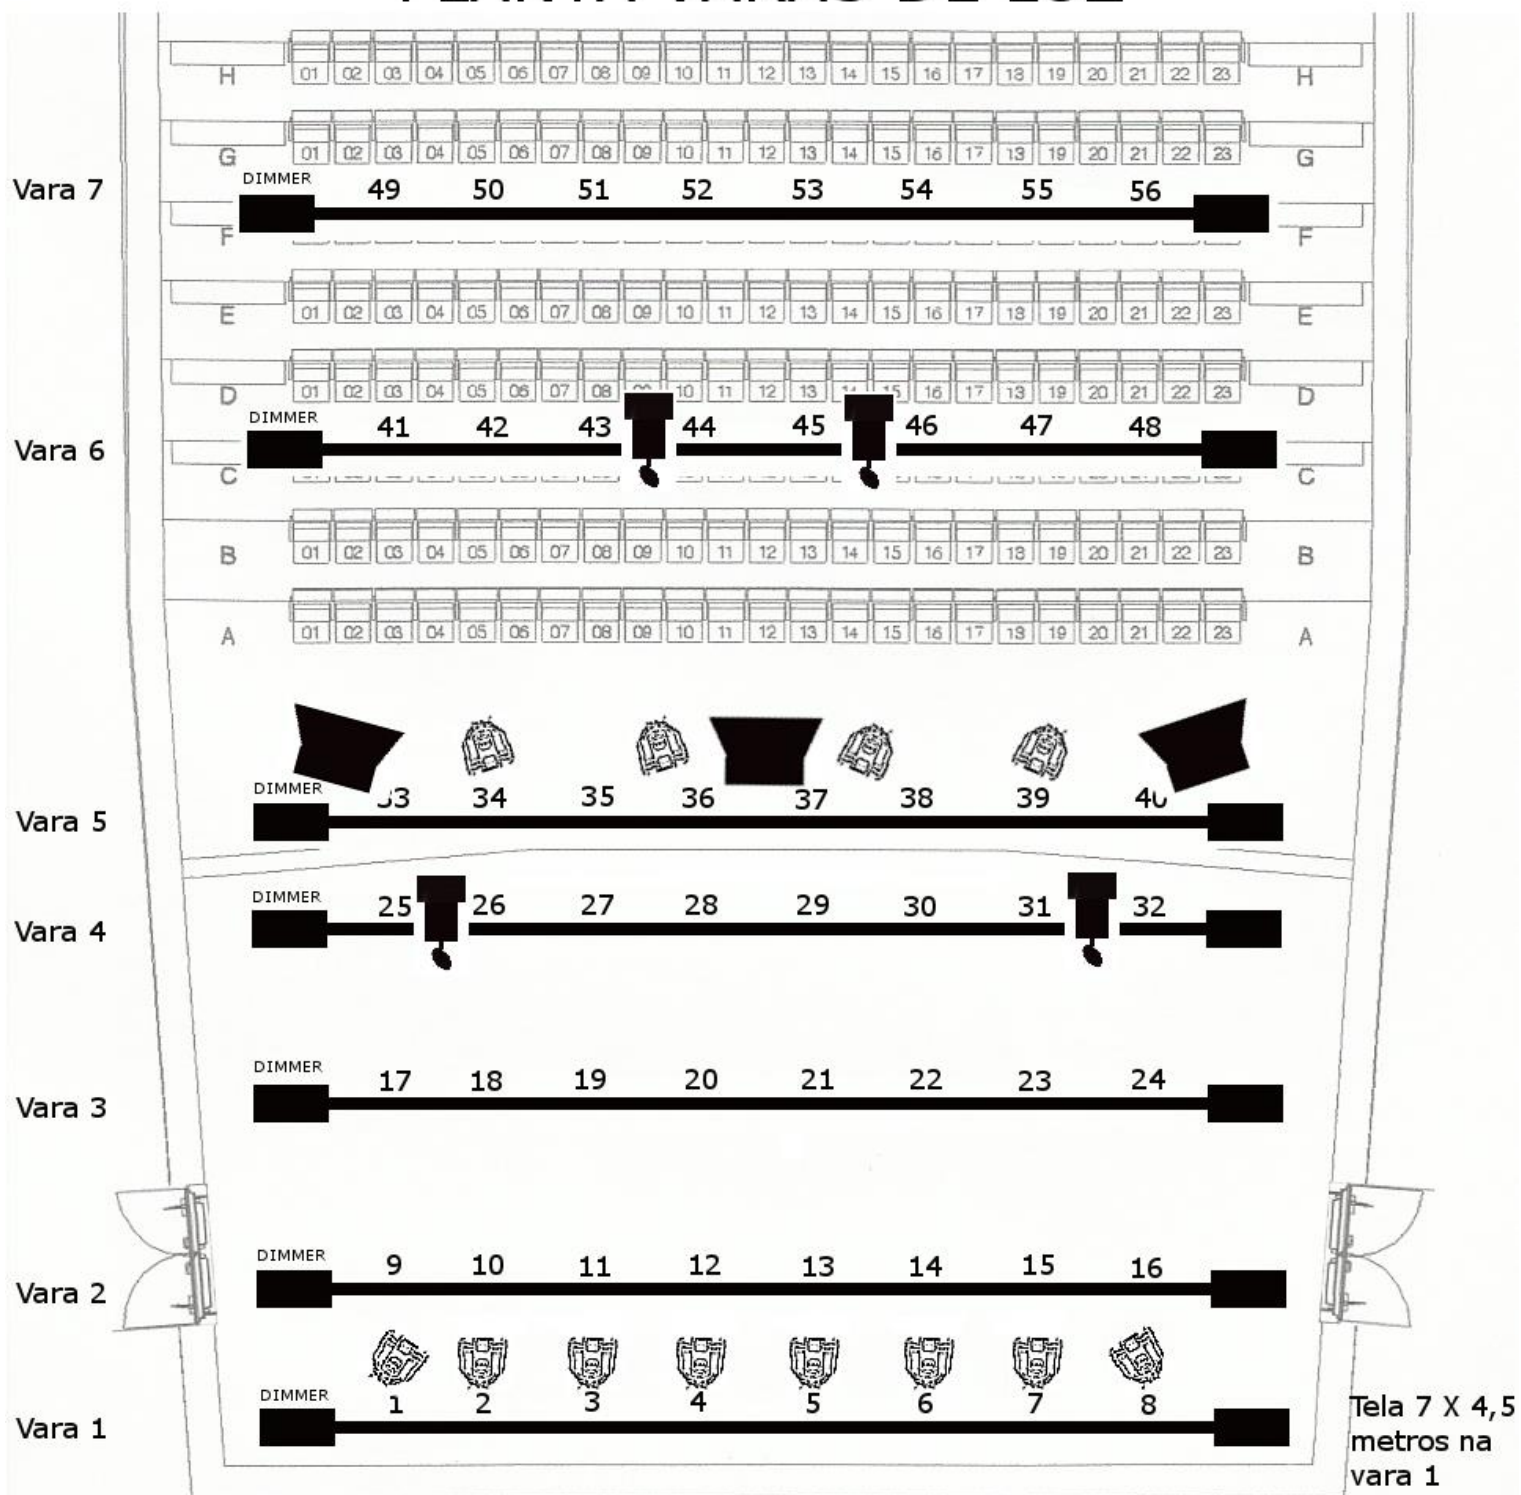 H 01 02 03 04 05 06 07 08 09 10 11 12 13 14 15 16 17 18 19 20 21 22 23 H
G 01 02 03 04 05 06 07 08 09 10 11 12 13 14 15 16 17 18 19 20 21 22 23 G
DIMMER
Vara 7 49 50 51 52 53 54 55 56
F F
E 01 02 03 04 05 06 07 08 09 10 11 12 13 14 15 16 17 18 19 20 21 22 23 E
D 01 02 03 04 05 06 07 08 10 11 12 13 15 16 17 18 19 20 21 22 23 D
DIMMER
Vara 6 41 42 43 44 45 46 47 48
C C
B 01 02 03 04 05 06 07 08 09 10 11 12 13 14 15 16 17 18 19 20 21 22 23 B
A 01 02 03 04 05 06 07 08 09 10 11 12 13 14 15 16 17 18 19 20 21 22 23 A
DIMMER
33 34 35 36 37 38 39 40
Vara 5
DIMMER
25 26 27 28 29 30 31 32
Vara 4
DIMMER
17 18 19 20 21 22 23 24
Vara 3
DIMMER
9 10 11 12 13 14 15 16
Vara 2
DIMMER
1 2 3 4 5 6 7 8
Vara 1
Tela 7 X 4,5
metros na
vara 1